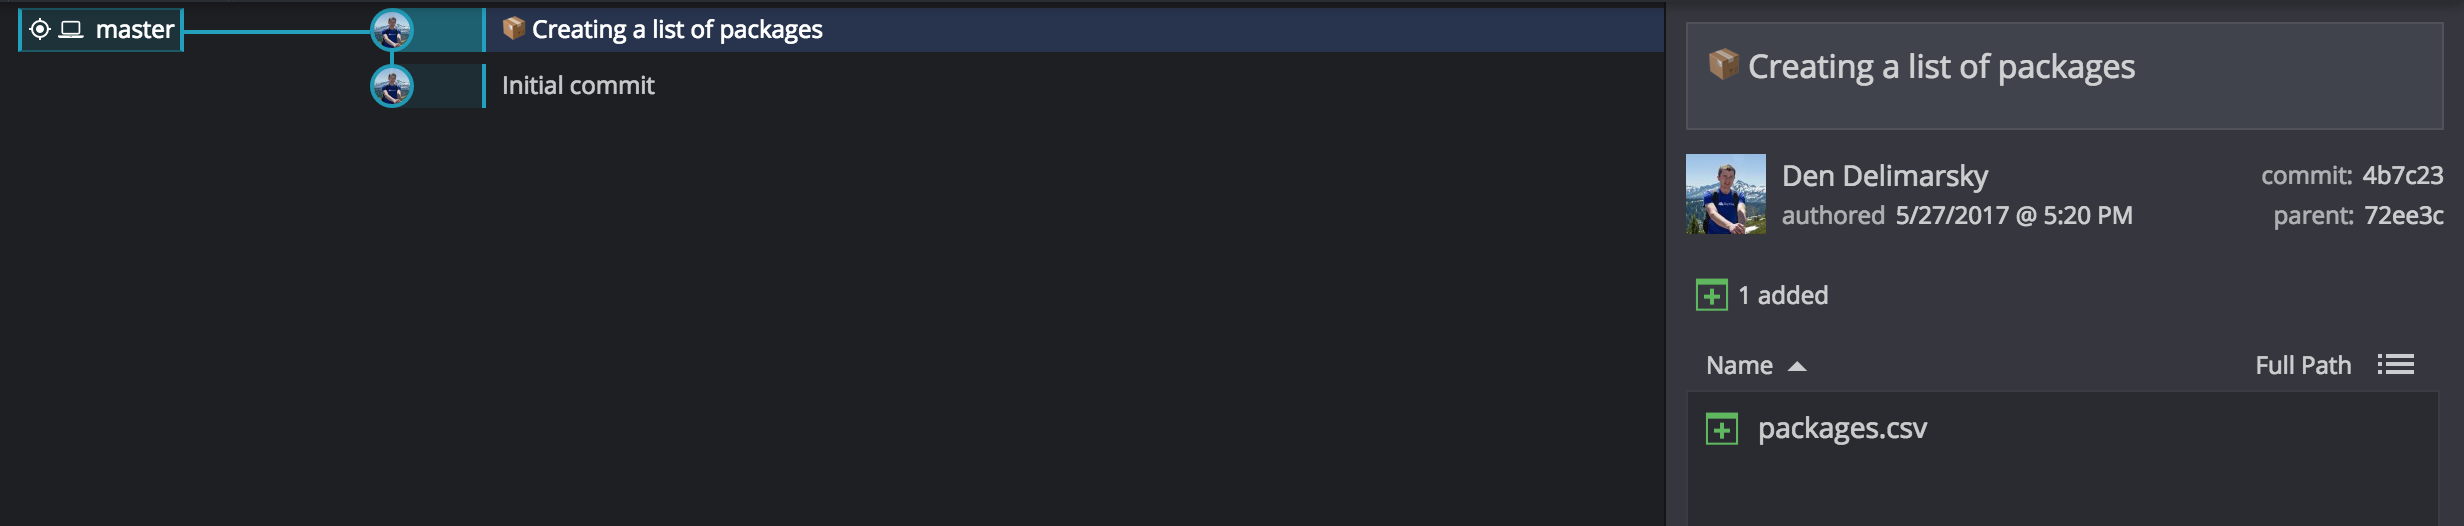 master
📦 Creating a list of packages
Initial commit
📦 Creating a list of packages
Den Delimarsky
authored 5/27/2017 @ 5:20 PM
commit: 4b7c23
parent: 72ee3c
1 added
Name
Full Path
packages.csv